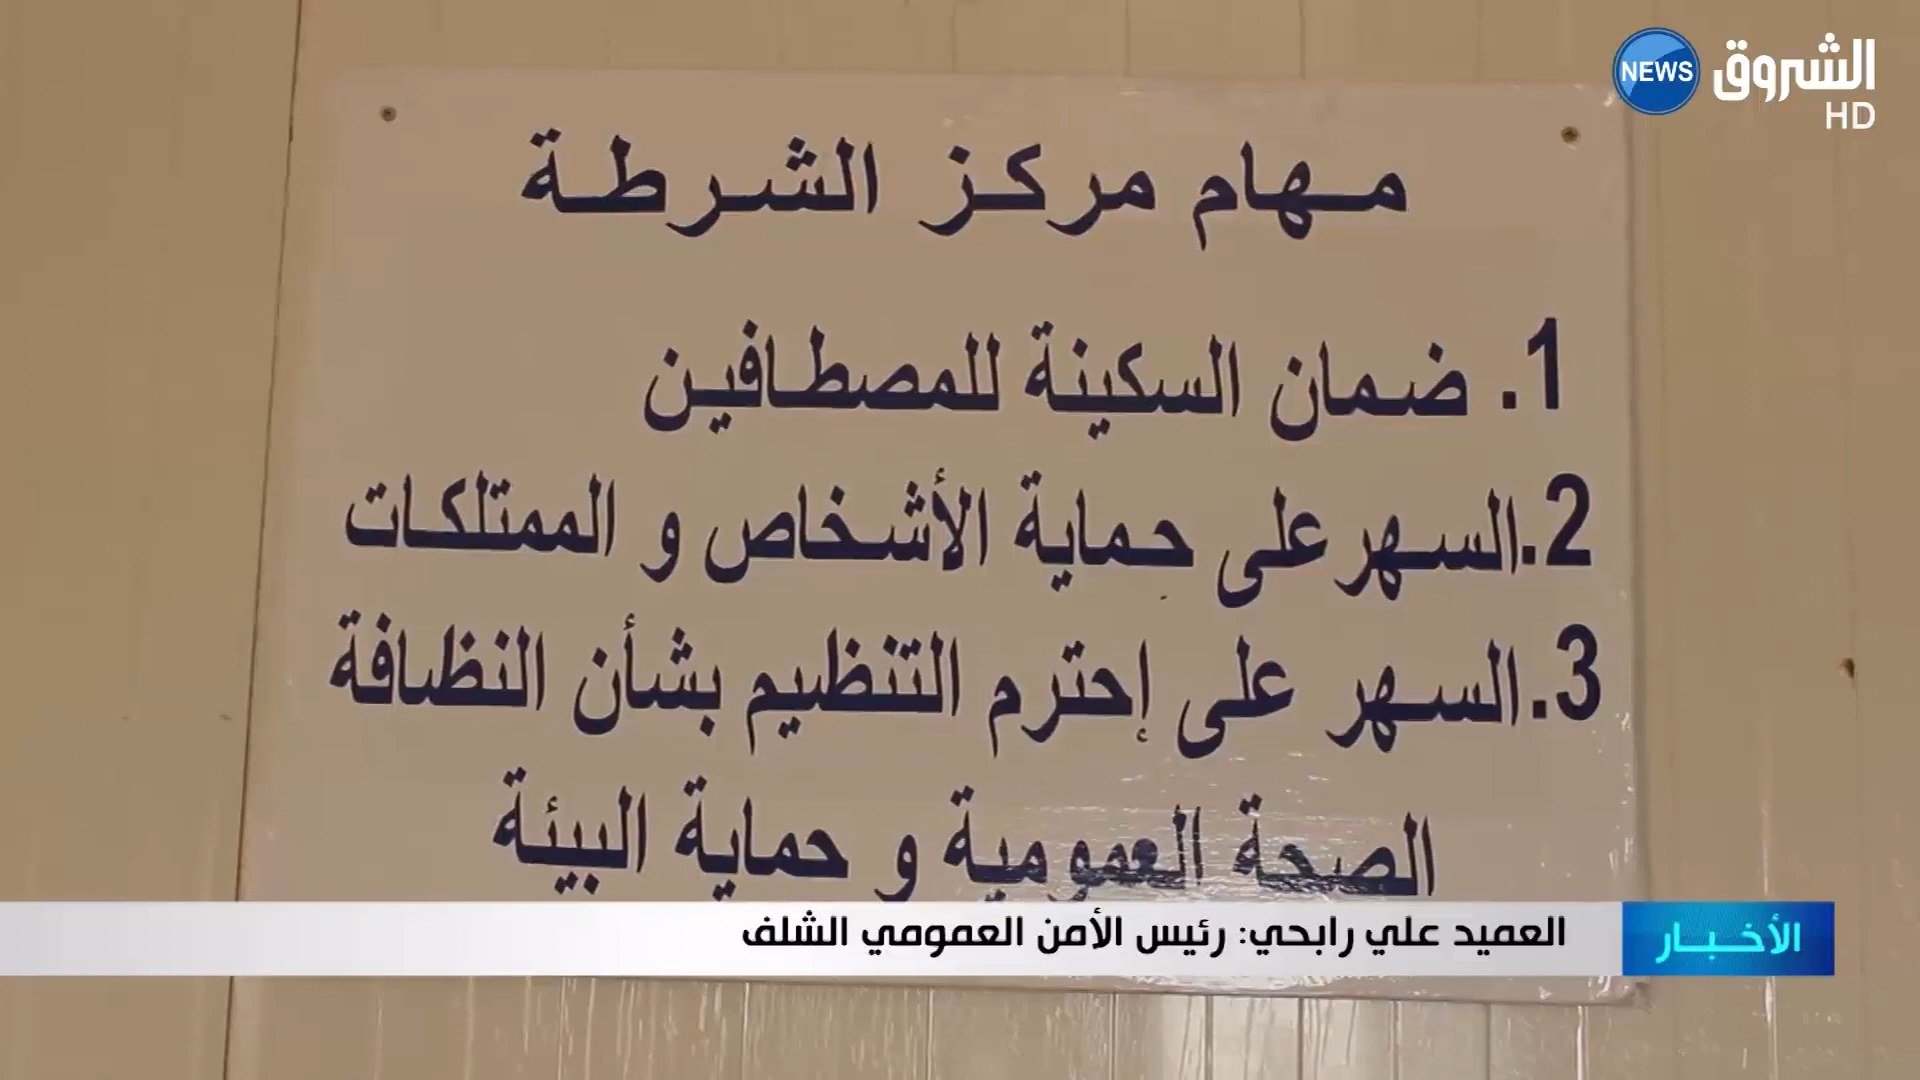 NEWS الشروق
HD
مهام مركز الشرطة
1. ضمان السكينة للمصطافين
2.السهر على حماية الأشخاص و الممتلكات
3.السهر على إحترم التنظيم بشأن النظافة
الصحة العمومية و حماية البيئة
الأخبار العميد علي رابحي: رئيس الأمن العمومي الشلف